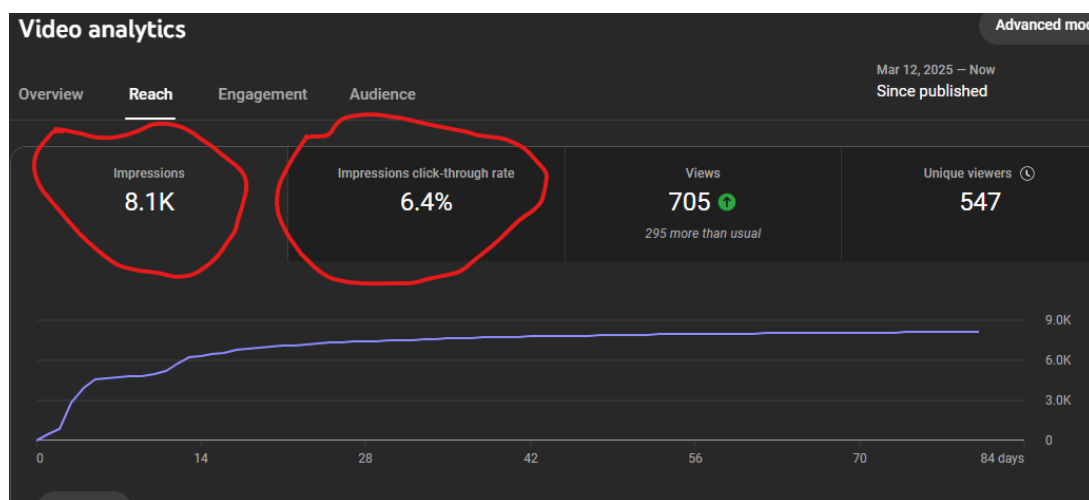 Video analytics
Advanced mod
Mar 12, 2025 — Now
Since published
Overview
Reach
Engagement
Audience
Impressions
8.1K
Impressions click-through rate
6.4%
Views
705
295 more than usual
Unique viewers
547
9.0K
6.0K
3.0K
0
0
14
28
42
56
70
84 days